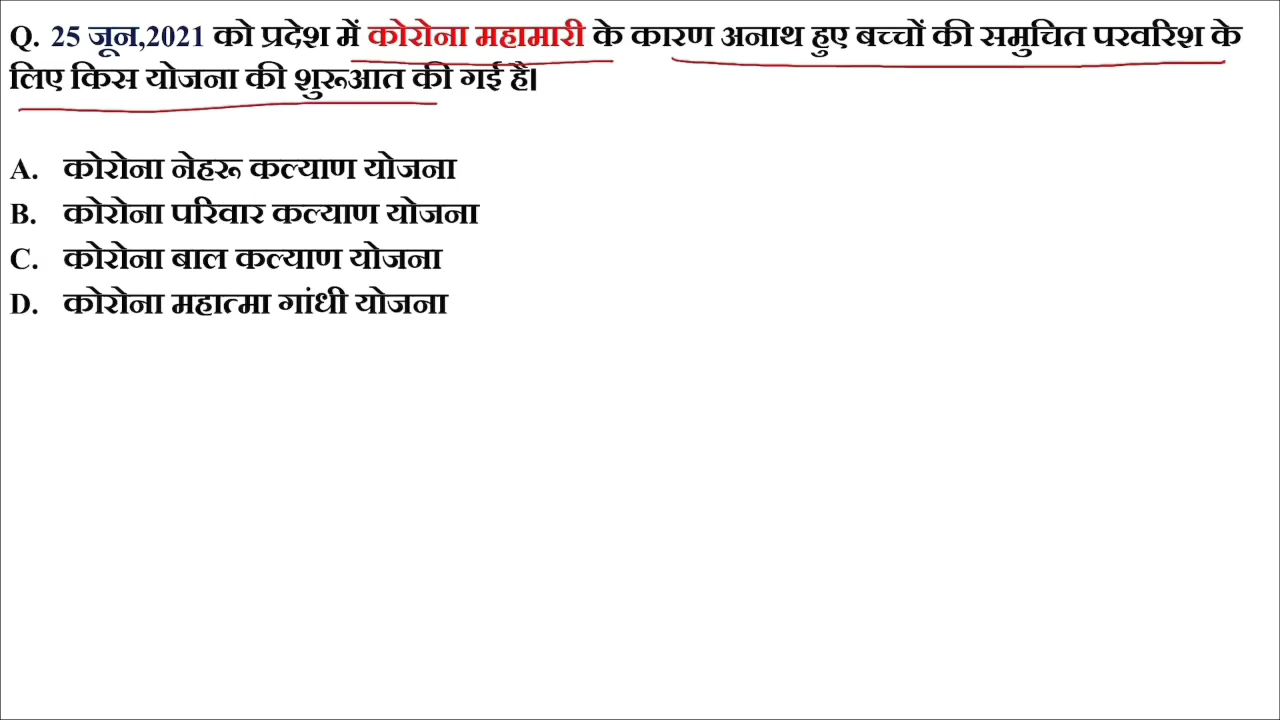 Q. 25 जून,2021 को प्रदेश में कोरोना महामारी के कारण अनाथ हुए बच्चों की समुचित परवरिश के
लिए किस योजना की शुरूआत की गई है।
A. कोरोना नेहरू कल्याण योजना
B. कोरोना परिवार कल्याण योजना
C. कोरोना बाल कल्याण योजना
D. कोरोना महात्मा गांधी योजना